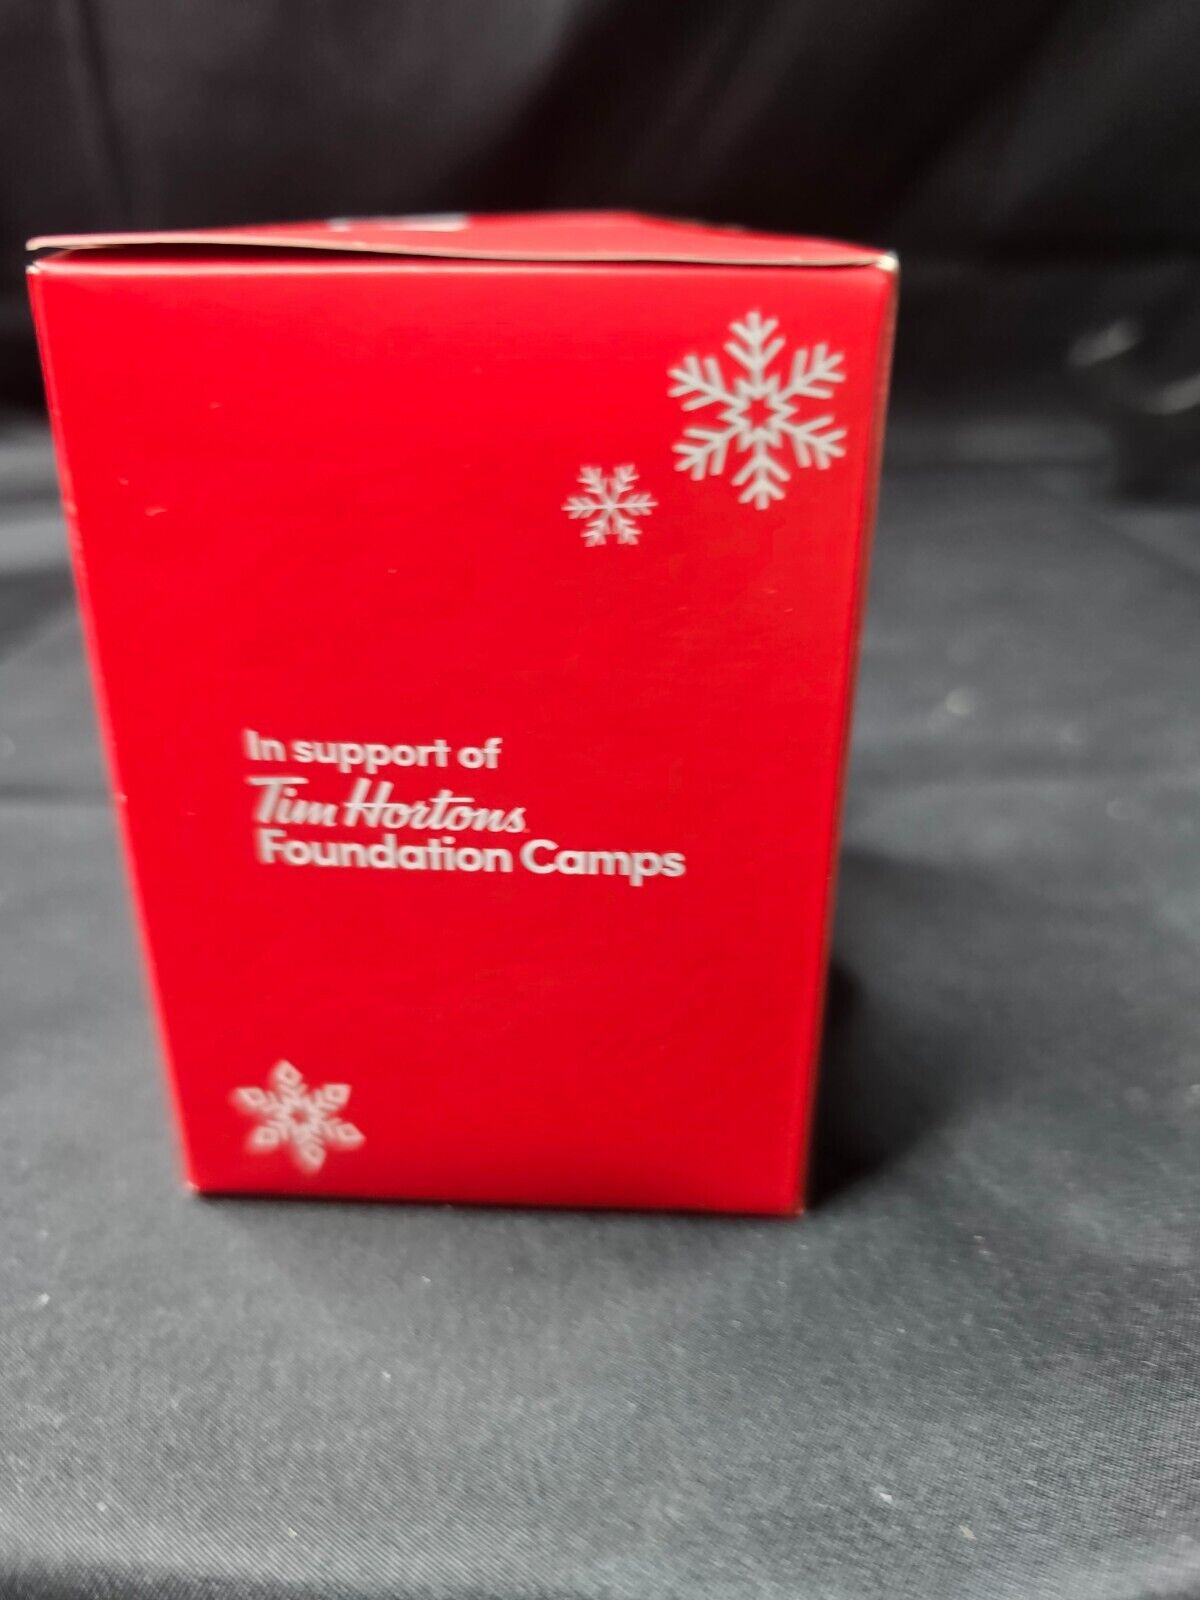 In support of
Tim Hortons
Foundation Camps